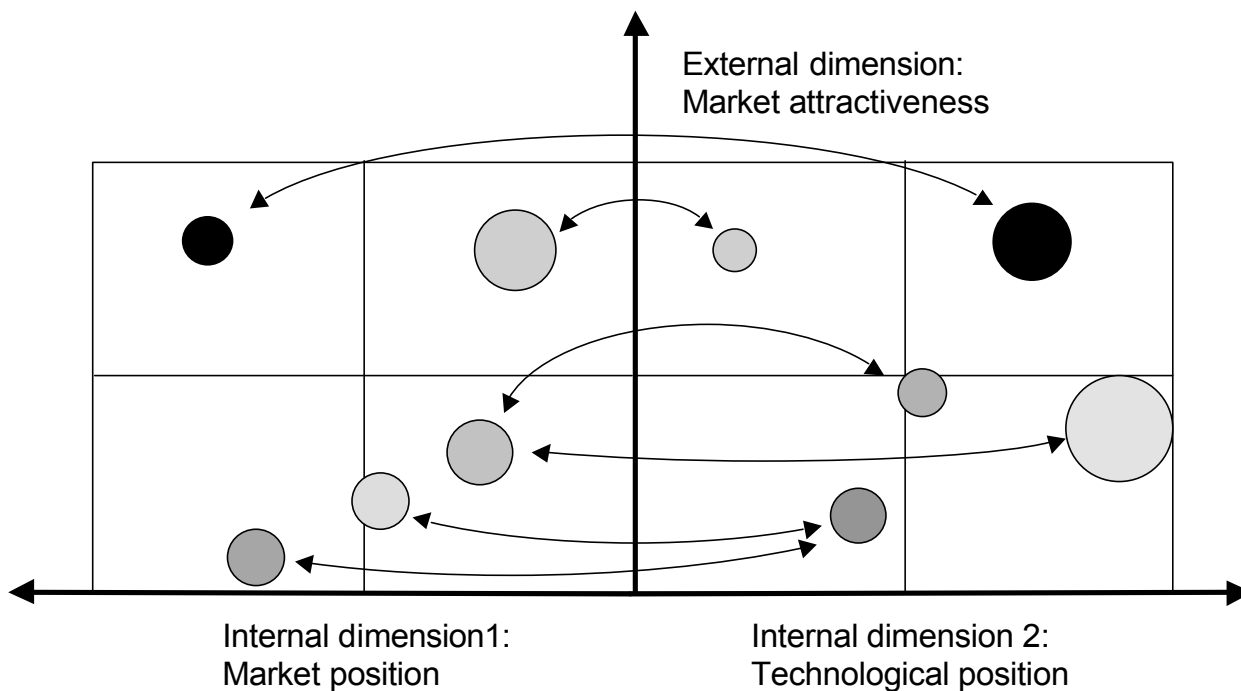 External dimension:
Market attractiveness
Internal dimension1:
Market position
Internal dimension 2:
Technological position